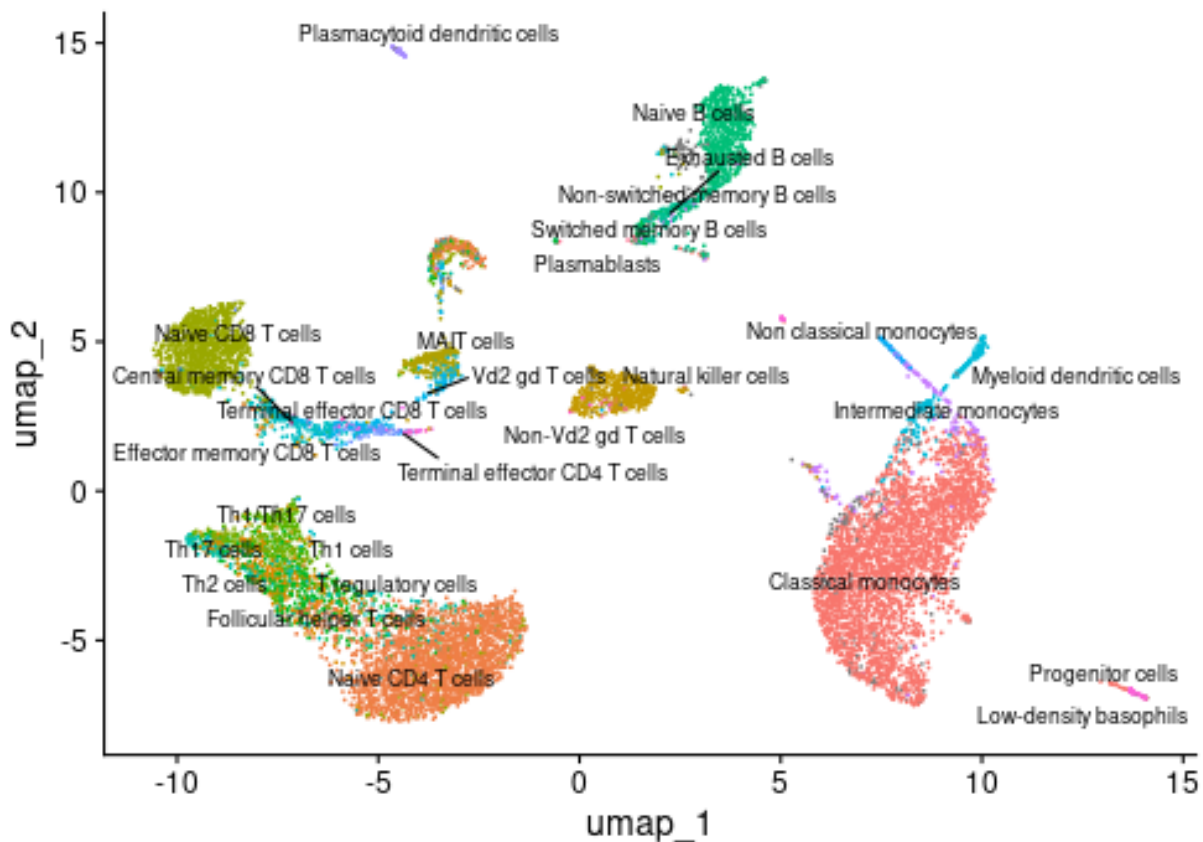 15
Plasmacytoid dendritic cells
Naive B cells
Exhausted B cells
10
Non-switched memory B cells
Switched memory B cells
Plasmablasts
umap_2
5
Naive CD8 T cells
MAIT cells
Non classical monocytes
Central memory CD8 T cells
Vd2 gd T cells
Natural killer cells
Myeloid dendritic cells
Terminal effector CD8 T cells
Intermediate monocytes
Non-Vd2 gd T cells
Effector memory CD8 T cells
Terminal effector CD4 T cells
0
Th1/Th17 cells
Th17 cells
Th1 cells
Th2 cells
T regulatory cells
Classical monocytes
Follicular helper T cells
-5
Naive CD4 T cells
Progenitor cells
Low-density basophils
-10
-5
0
5
10
15
umap_1